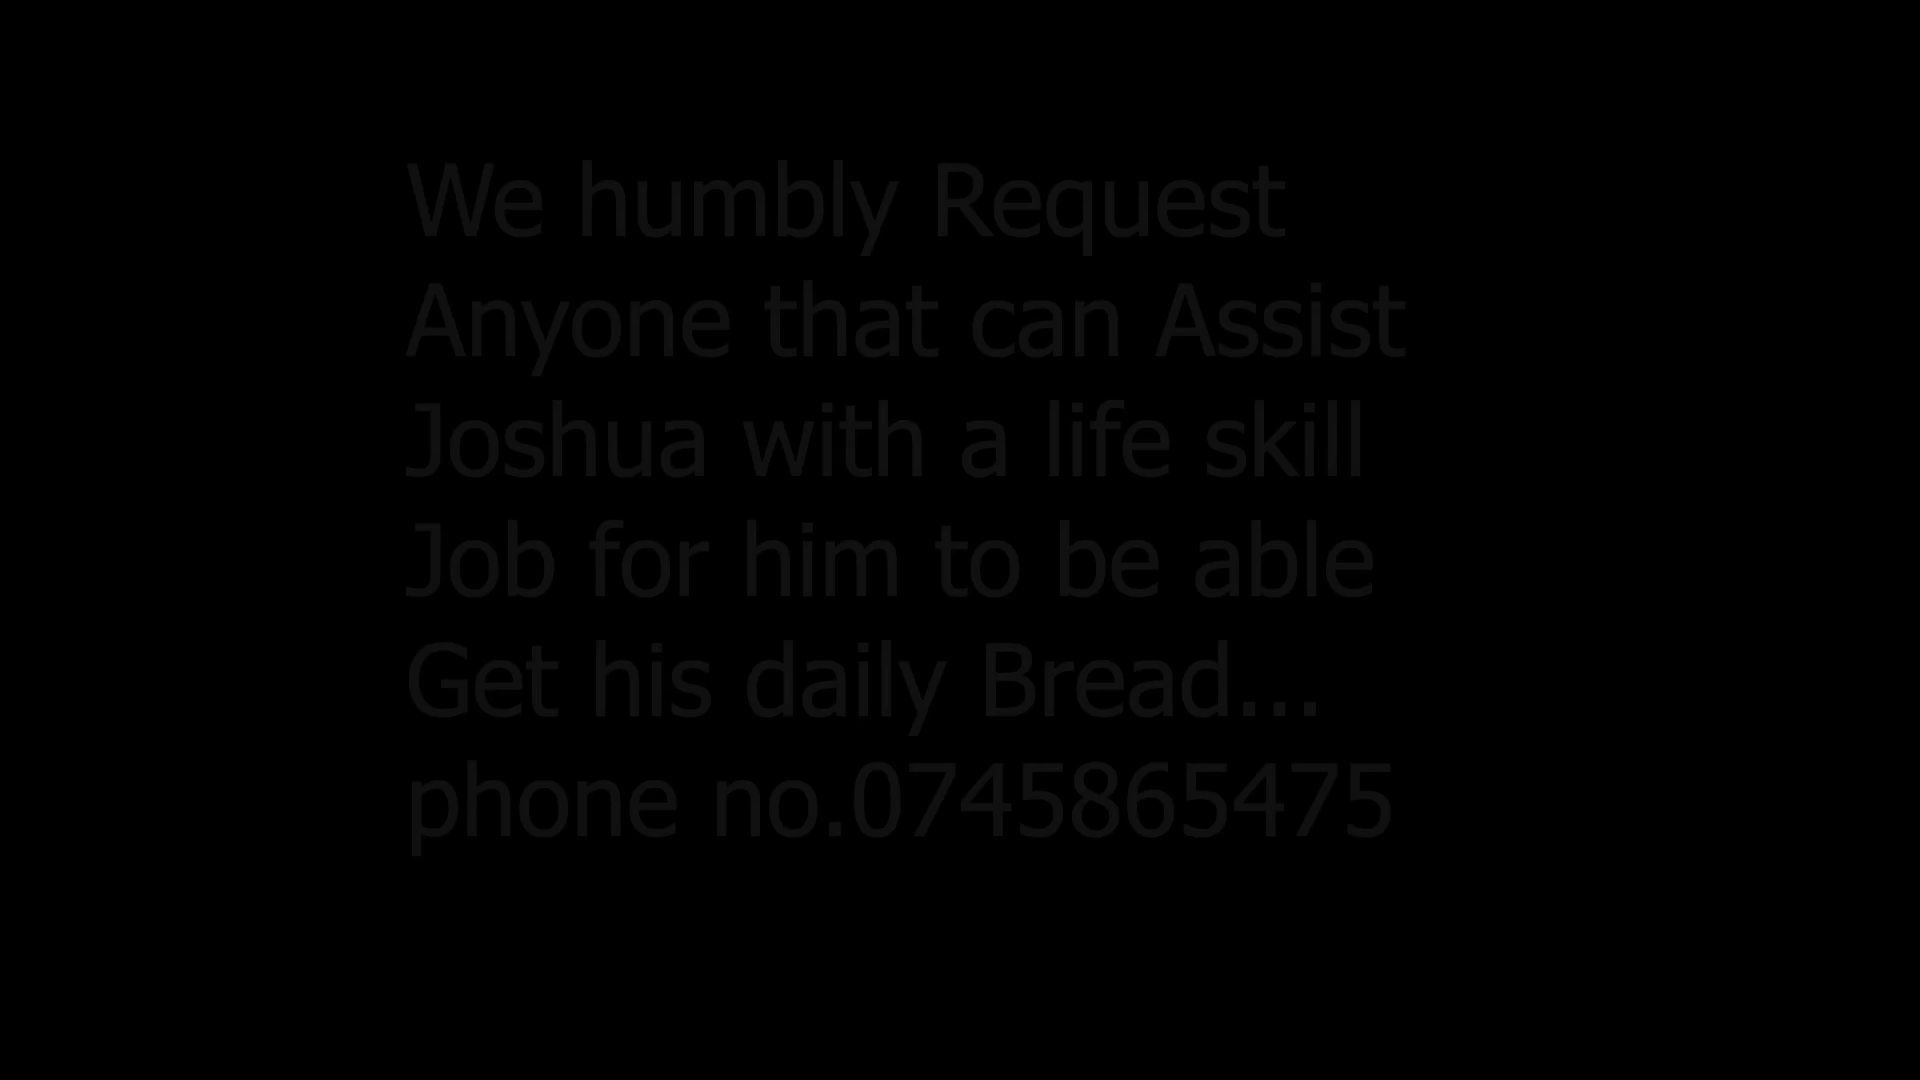 We humbly Request
Anyone that can Assist
Joshua with a life skill
Job for him to be able
Get his daily Bread...
phone no.0745865475